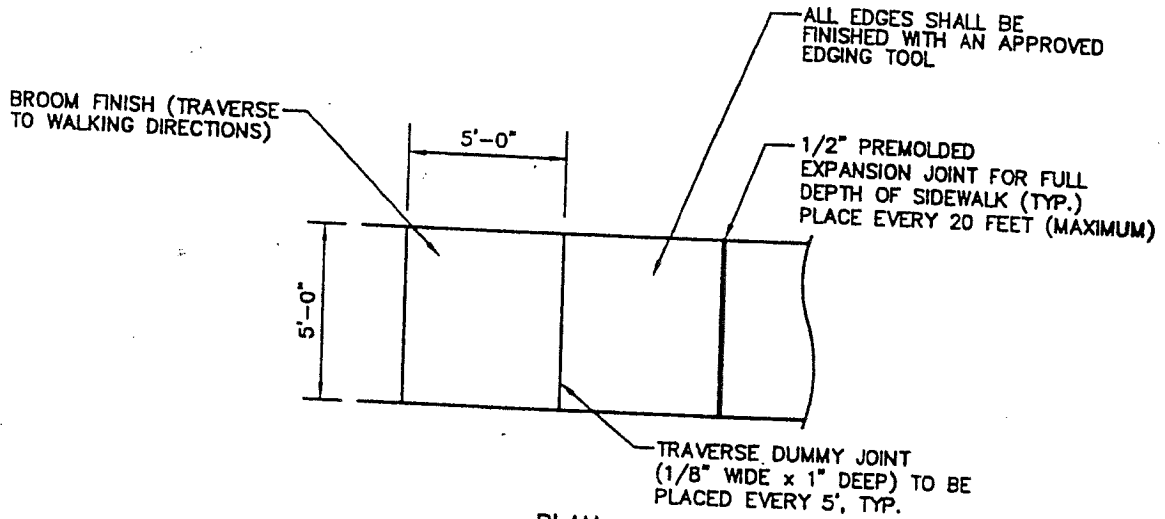 ALL EDGES SHALL BE
FINISHED WITH AN APPROVED
EDGING TOOL
BROOM FINISH (TRAVERSE
TO WALKING DIRECTIONS)
5'-0"
1/2" PREMOLDED
EXPANSION JOINT FOR FULL
DEPTH OF SIDEWALK (TYP.)
PLACE EVERY 20 FEET (MAXIMUM)
5'-0"
TRAVERSE DUMMY JOINT
(1/8" WIDE x 1" DEEP) TO BE
PLACED EVERY 5', TYP.